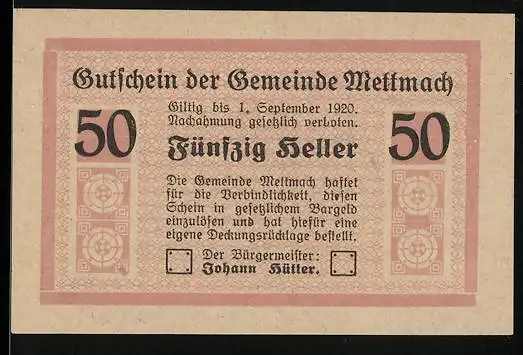 Gutschein der Gemeinde Mettmach
Giltig bis 1. September 1920.
Nachahmung gesetzlich verboten.
50
50
Fünfzig Heller
Die Gemeinde Mettmach haftet
für die Verbindlichkeit, diesen
Schein in gesetzlichem Bargeld
einzulösen und hat hiefür eine
eigene Deckungsrücklage bestellt.
Der Bürgermeister:
Johann Hütter.